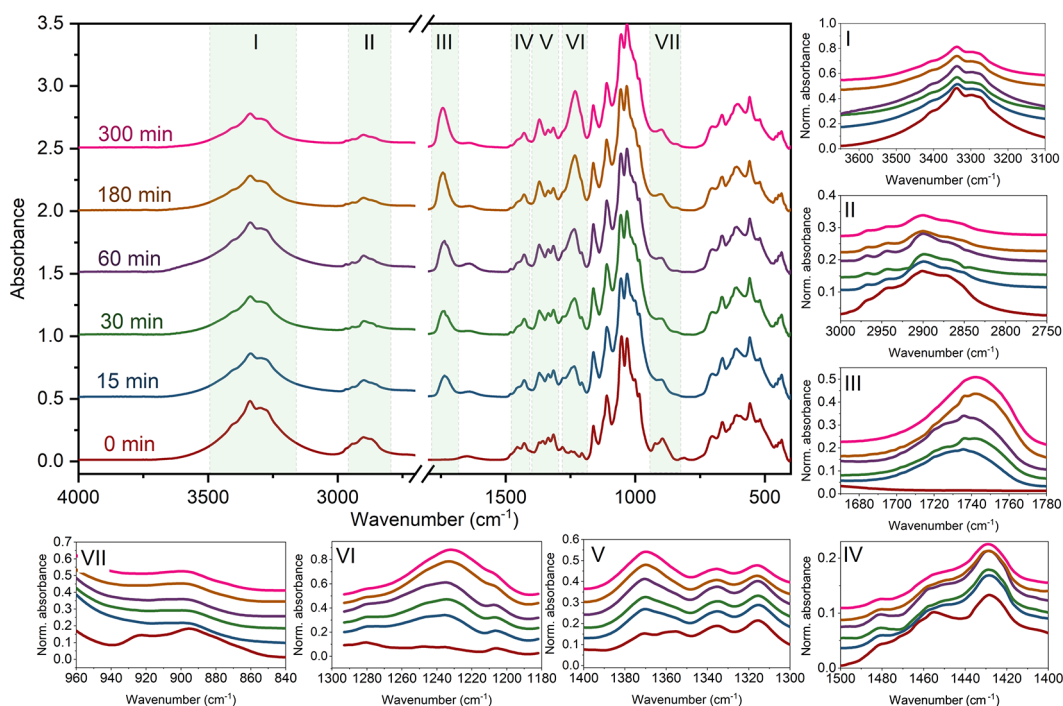 3.5
3.0
2.5
2.0
1.5
1.0
0.5
0.0
Absorbance
I
II
III
IV
V
VI
VII
300 min
180 min
60 min
30 min
15 min
0 min
4000
3500
3000
1500
1000
500
Wavenumber (cm⁻¹)
I
Norm. absorbance
1.0
0.8
0.6
0.4
0.2
0.0
3600 3500 3400 3300 3200 3100
Wavenumber (cm⁻¹)
II
Norm. absorbance
0.4
0.3
0.2
0.1
3000 2950 2900 2850 2800 2750
Wavenumber (cm⁻¹)
III
Norm. absorbance
0.5
0.4
0.3
0.2
0.1
0.0
1680 1700 1720 1740 1760 1780
Wavenumber (cm⁻¹)
VII
Norm. absorbance
0.7
0.6
0.5
0.4
0.3
0.2
0.1
0.0
960 940 920 900 880 860 840
Wavenumber (cm⁻¹)
VI
Norm. absorbance
0.8
0.6
0.4
0.2
0.0
1280 1260 1240 1220 1200 1180
Wavenumber (cm⁻¹)
V
Norm. absorbance
0.6
0.5
0.4
0.3
0.2
0.1
0.0
1400 1380 1360 1340 1320 1300
Wavenumber (cm⁻¹)
IV
Norm. absorbance
0.2
0.1
0.0
1500 1480 1460 1440 1420 1400
Wavenumber (cm⁻¹)